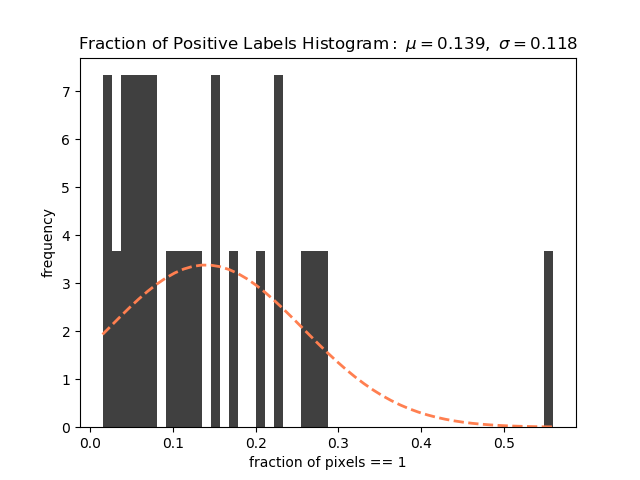 Fraction of Positive Labels Histogram : μ = 0.139, σ = 0.118
7
6
5
4
3
2
1
0
frequency
0.0 0.1 0.2 0.3 0.4 0.5
fraction of pixels == 1